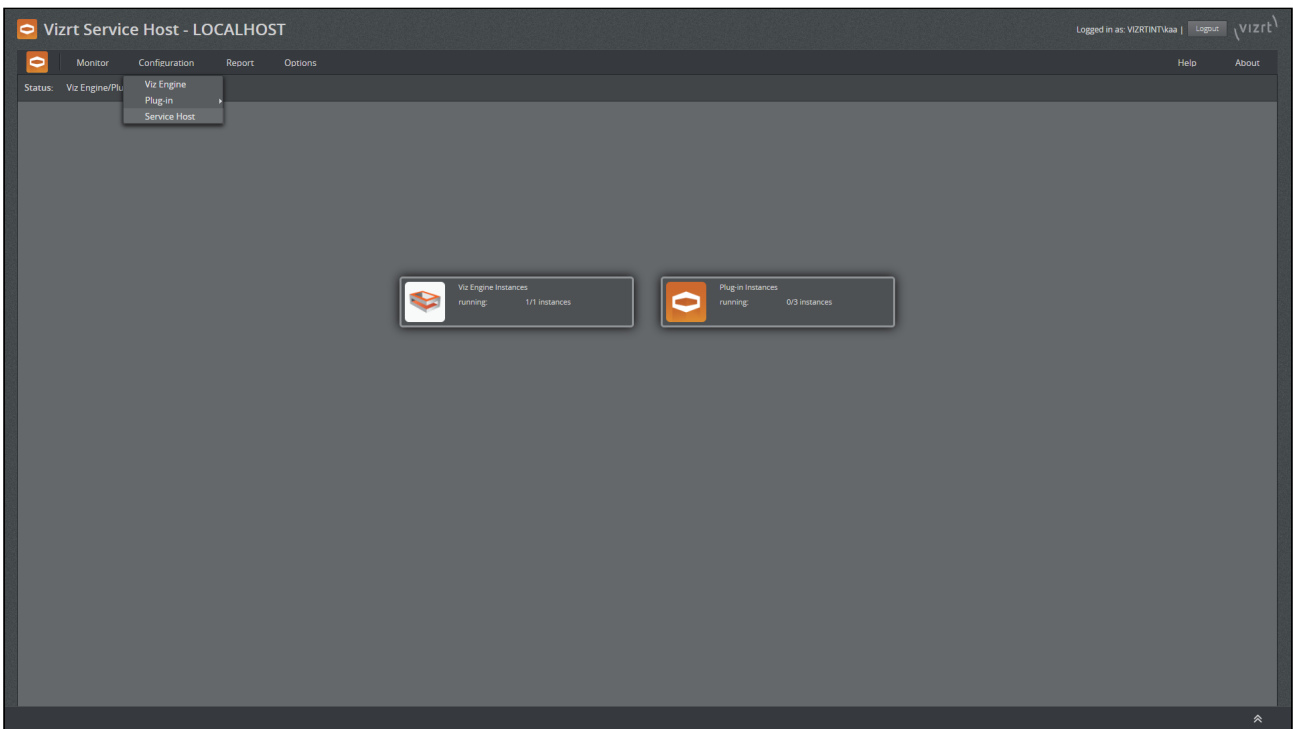 Vizrt Service Host - LOCALHOST
Logged in as: VIZRTINT\kaa | Logout vizrt
Monitor Configuration Report Options Help About
Status: Viz Engine/Plu
Viz Engine
Plug-in
Service Host
Viz Engine Instances
running: 1/1 instances
Plug-in Instances
running: 0/3 instances